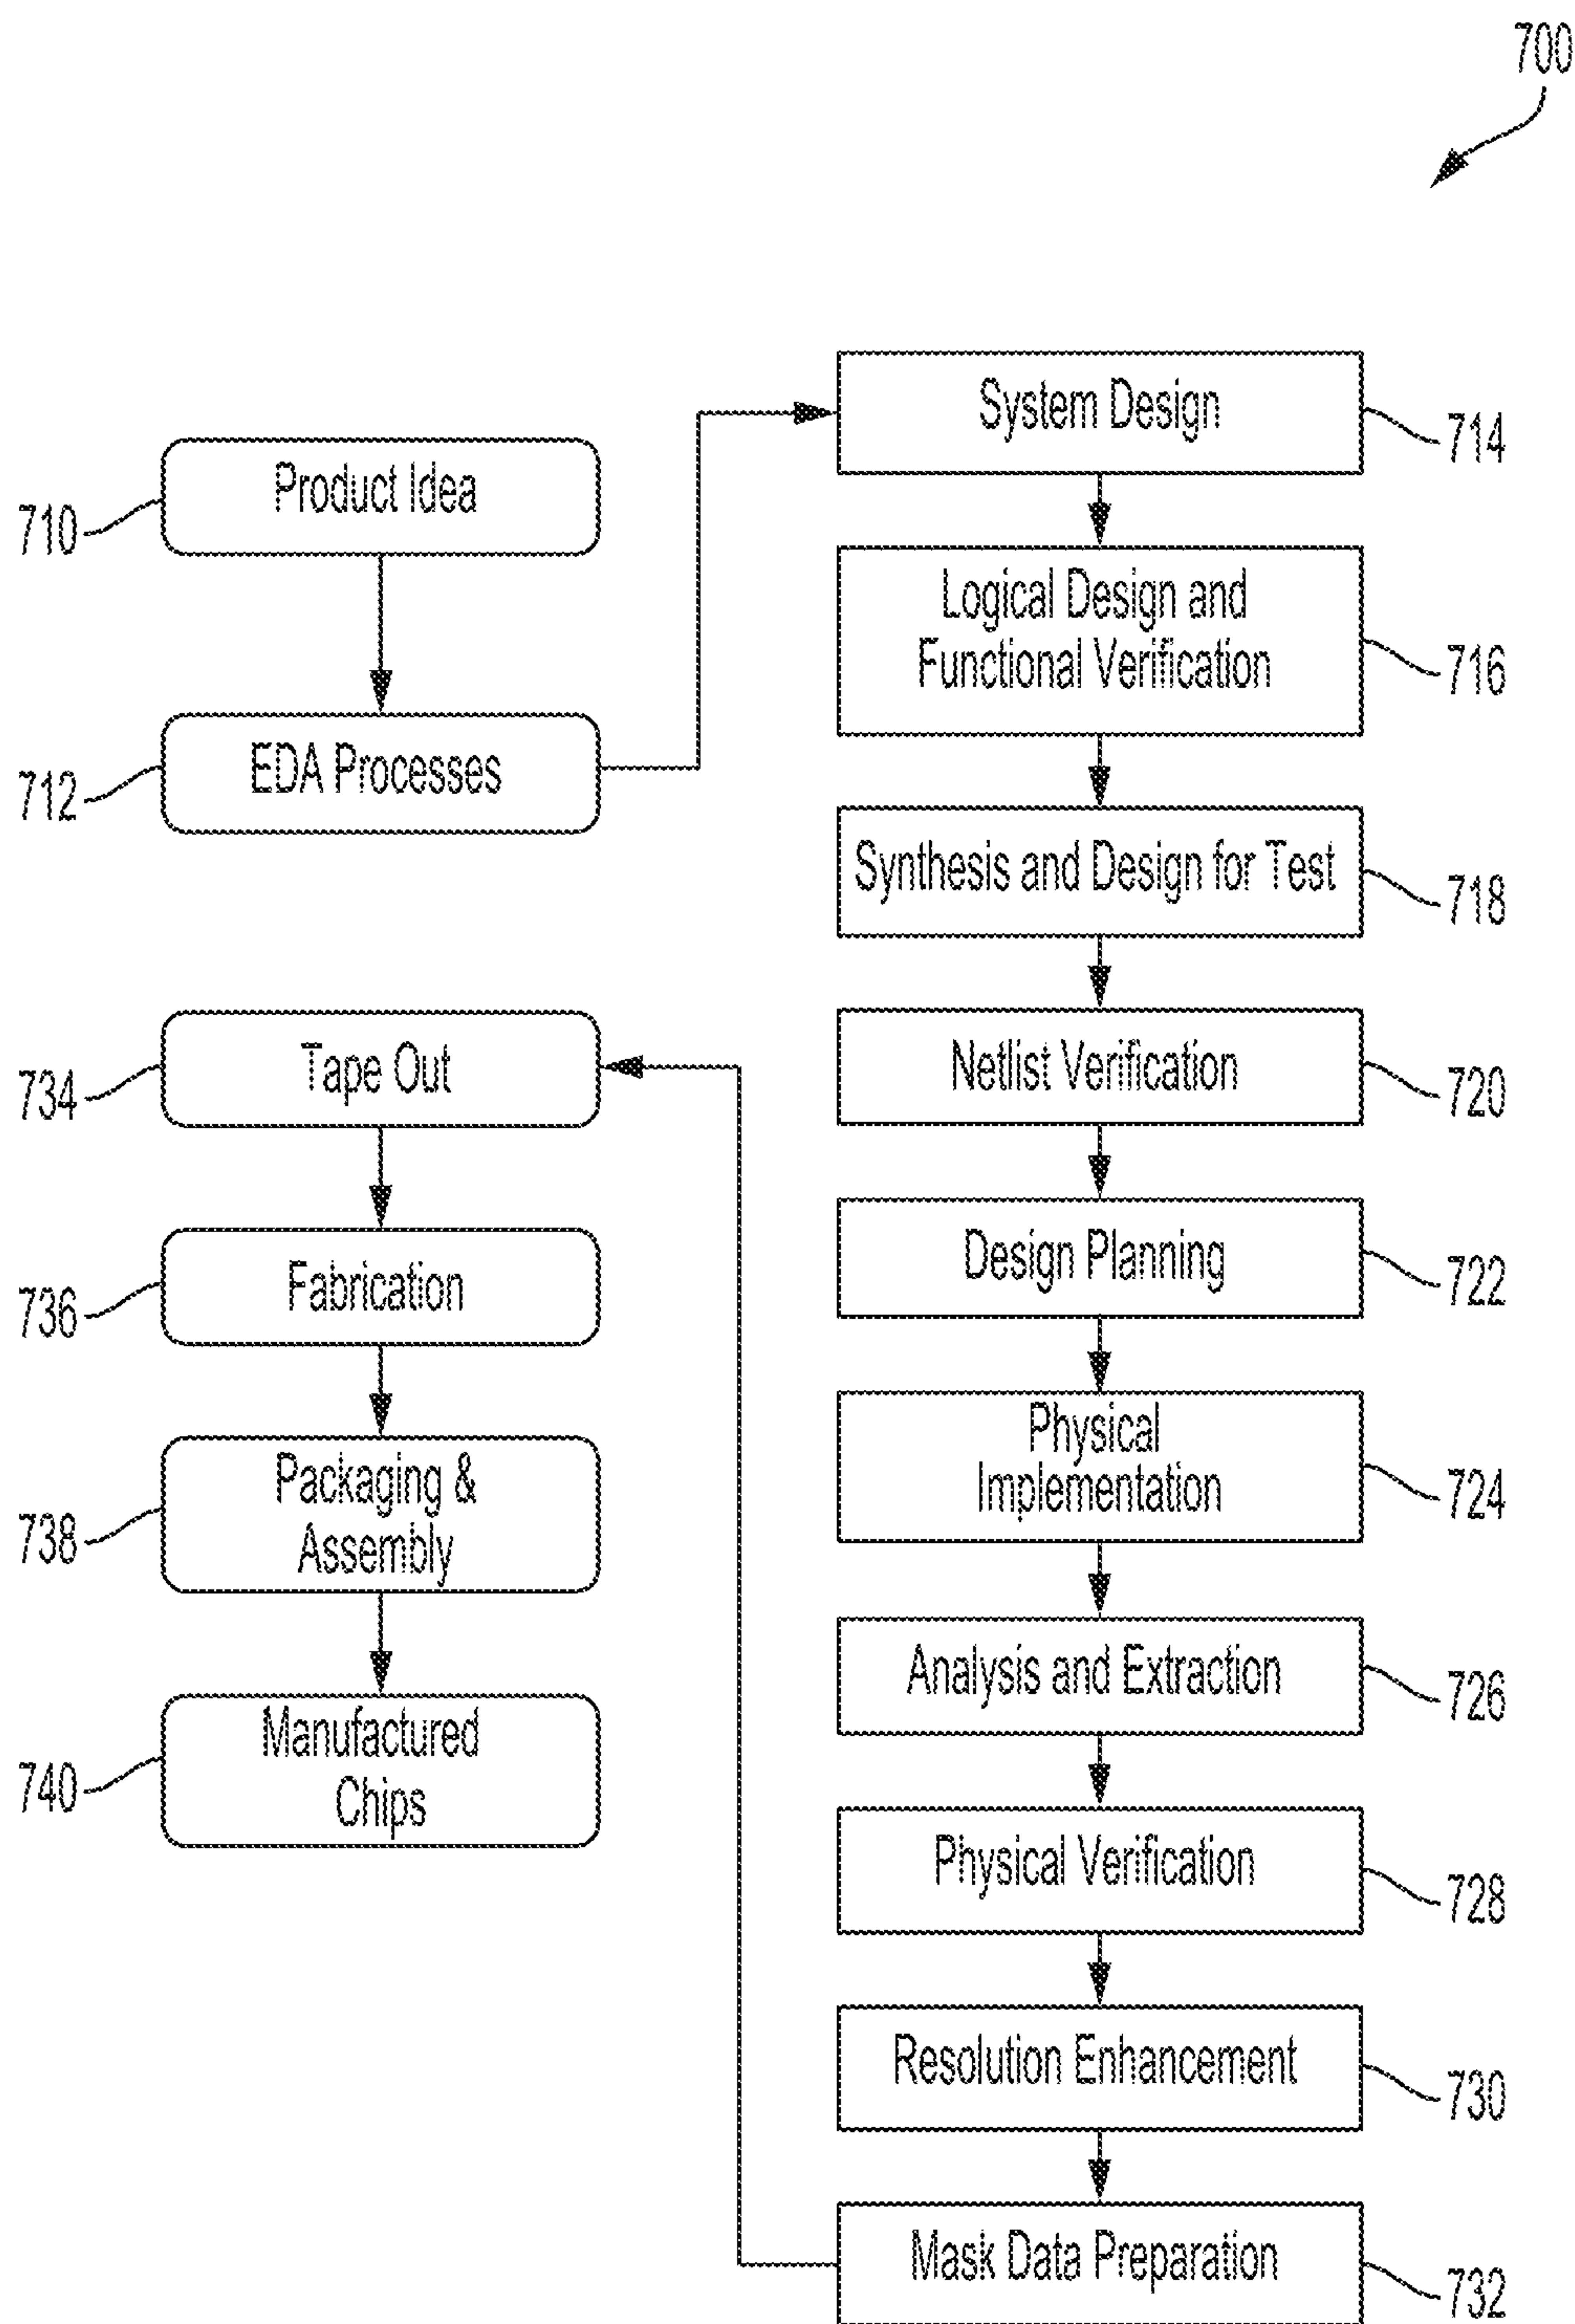 700
Product Idea
710
EDA Processes
712
System Design
714
Logical Design and
Functional Verification
716
Synthesis and Design for Test
718
Netlist Verification
720
Design Planning
722
Physical
Implementation
724
Analysis and Extraction
726
Physical Verification
728
Resolution Enhancement
730
Mask Data Preparation
732
Tape Out
734
Fabrication
736
Packaging &
Assembly
738
Manufactured
Chips
740